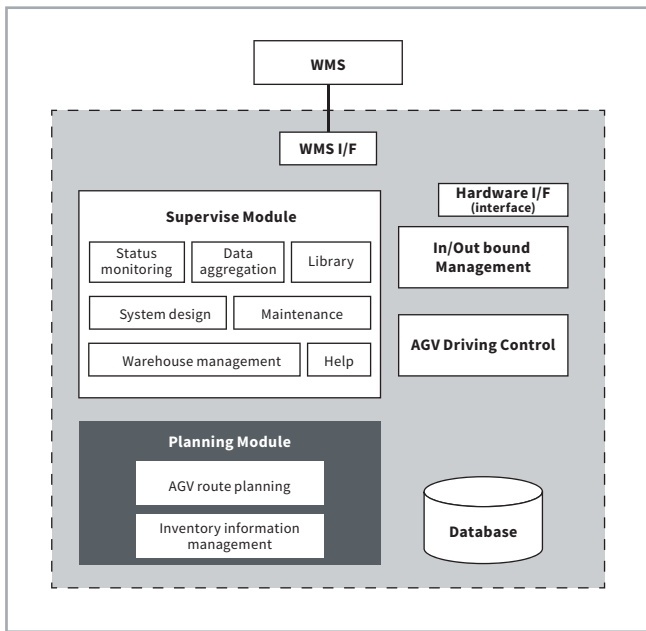 WMS
WMS I/F
Hardware I/F
(interface)
Supervise Module
Status
monitoring
Data
aggregation
Library
System design
Maintenance
Warehouse management
Help
In/Out bound
Management
AGV Driving Control
Planning Module
AGV route planning
Inventory information
management
Database